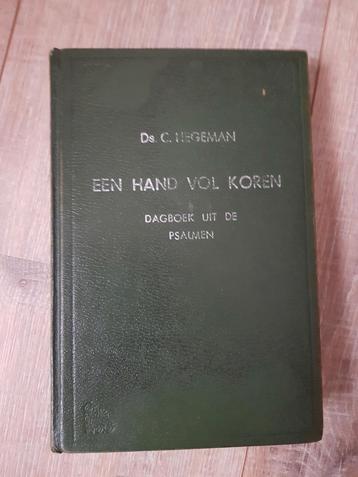 Ds. C. HEGEMAN
EEN HAND VOL KOREN
DAGBOEK UIT DE
PSALMEN